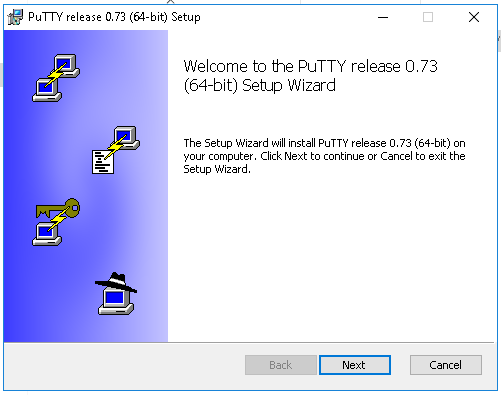 PuTTY release 0.73 (64-bit) Setup
Welcome to the PuTTY release 0.73
(64-bit) Setup Wizard
The Setup Wizard will install PuTTY release 0.73 (64-bit) on
your computer. Click Next to continue or Cancel to exit the
Setup Wizard.
Back
Next
Cancel